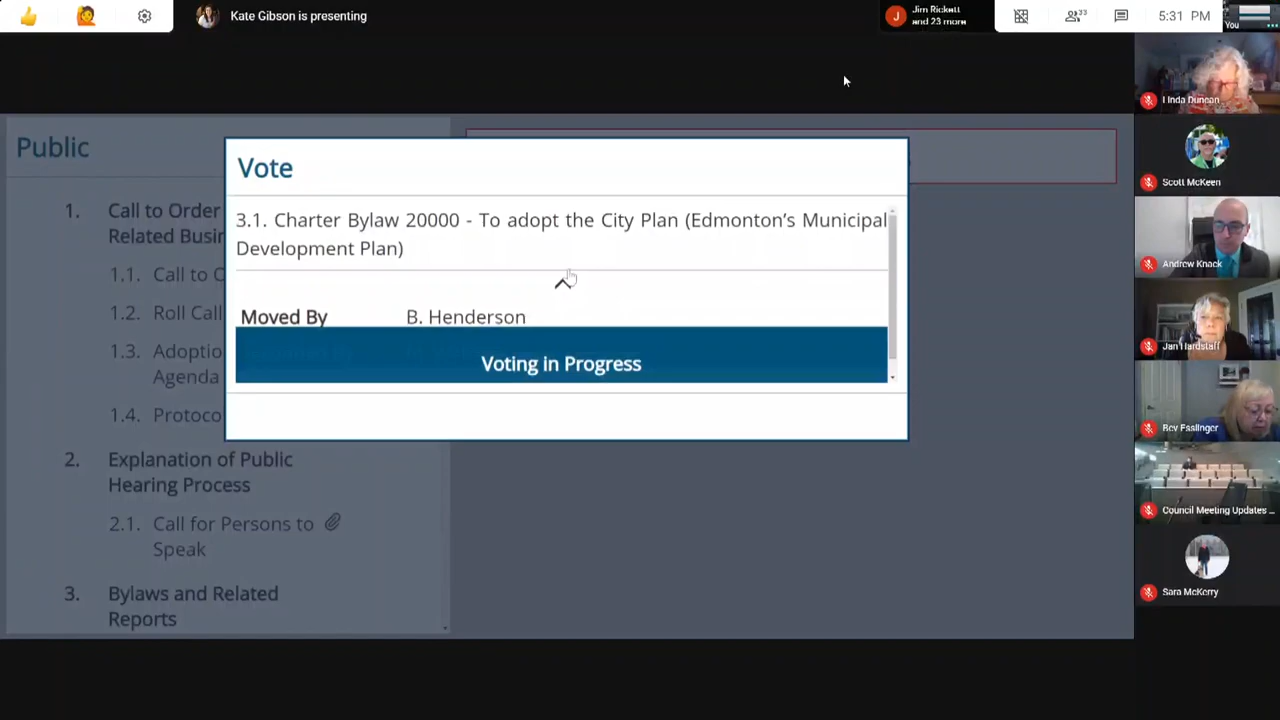 Kate Gibson is presenting
J
Jim Rickett
and 23 more
33
5:31 PM
You
Public
1. Call to Order
Related Busin
1.1. Call to O
1.2. Roll Call
1.3. Adoptio
Agenda
1.4. Protoco
2. Explanation of Public
Hearing Process
2.1. Call for Persons to
Speak
3. Bylaws and Related
Reports
Vote
3.1. Charter Bylaw 20000 - To adopt the City Plan (Edmonton's Municipal
Development Plan)
Moved By B. Henderson
Voting in Progress
Linda Duncan
Scott McKeen
Andrew Knack
Jan Hardstaff
Bev Esslinger
Council Meeting Updates ...
Sara McKerry